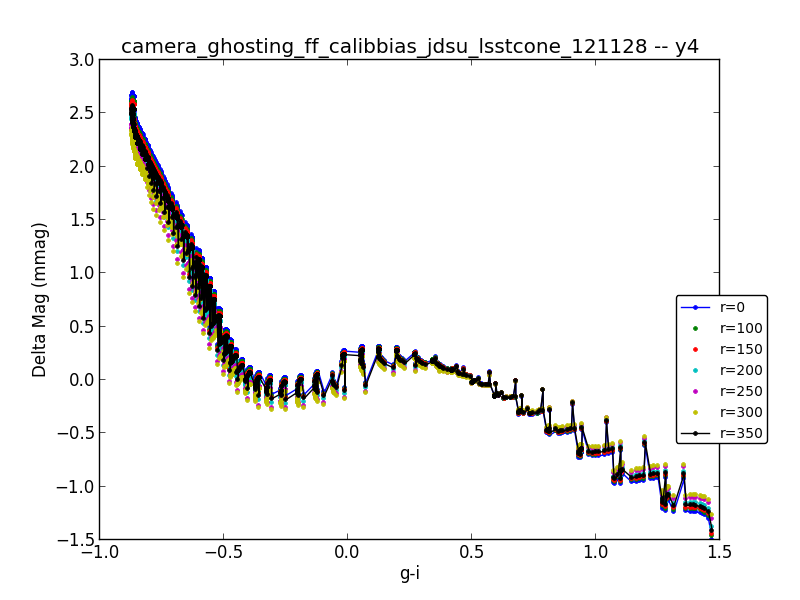 camera_ghosting_ff_calibbias_jdsu_lsstcone_121128 -- y4
3.0
2.5
2.0
1.5
1.0
0.5
0.0
−0.5
−1.0
−1.5
Delta Mag (mmag)
r=0
r=100
r=150
r=200
r=250
r=300
r=350
−1.0
−0.5
0.0
0.5
1.0
1.5
g-i